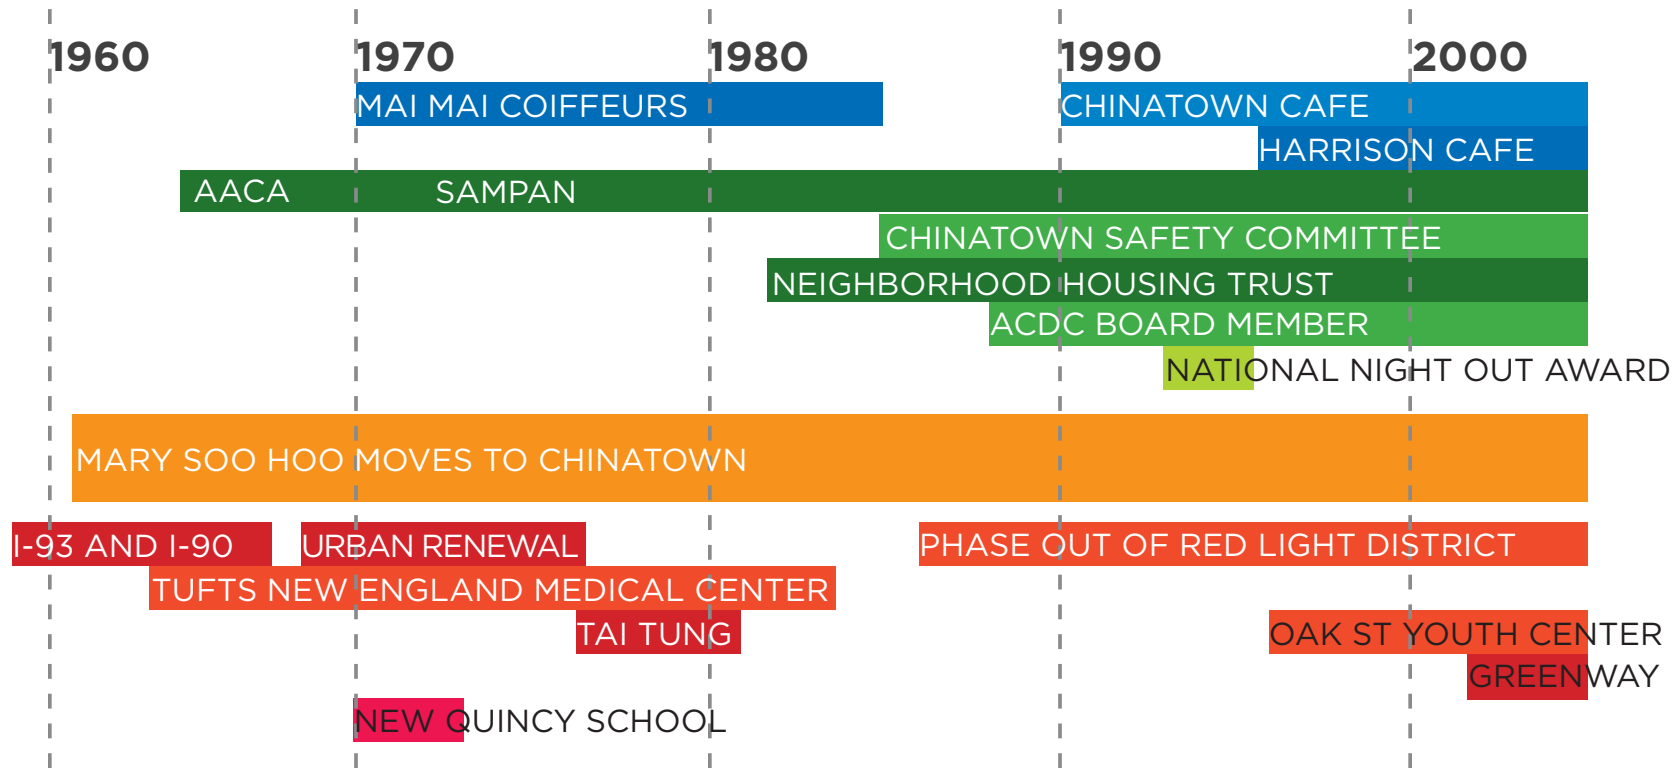 1960 1970 1980 1990 2000
MAI MAI COIFFEURS CHINATOWN CAFE
HARRISON CAFE
AACA SAMPAN
CHINATOWN SAFETY COMMITTEE
NEIGHBORHOOD HOUSING TRUST
ACDC BOARD MEMBER
NATIONAL NIGHT OUT AWARD
MARY SOO HOO MOVES TO CHINATOWN
I-93 AND I-90 URBAN RENEWAL PHASE OUT OF RED LIGHT DISTRICT
TUFTS NEW ENGLAND MEDICAL CENTER
TAI TUNG OAK ST YOUTH CENTER
GREENWAY
NEW QUINCY SCHOOL